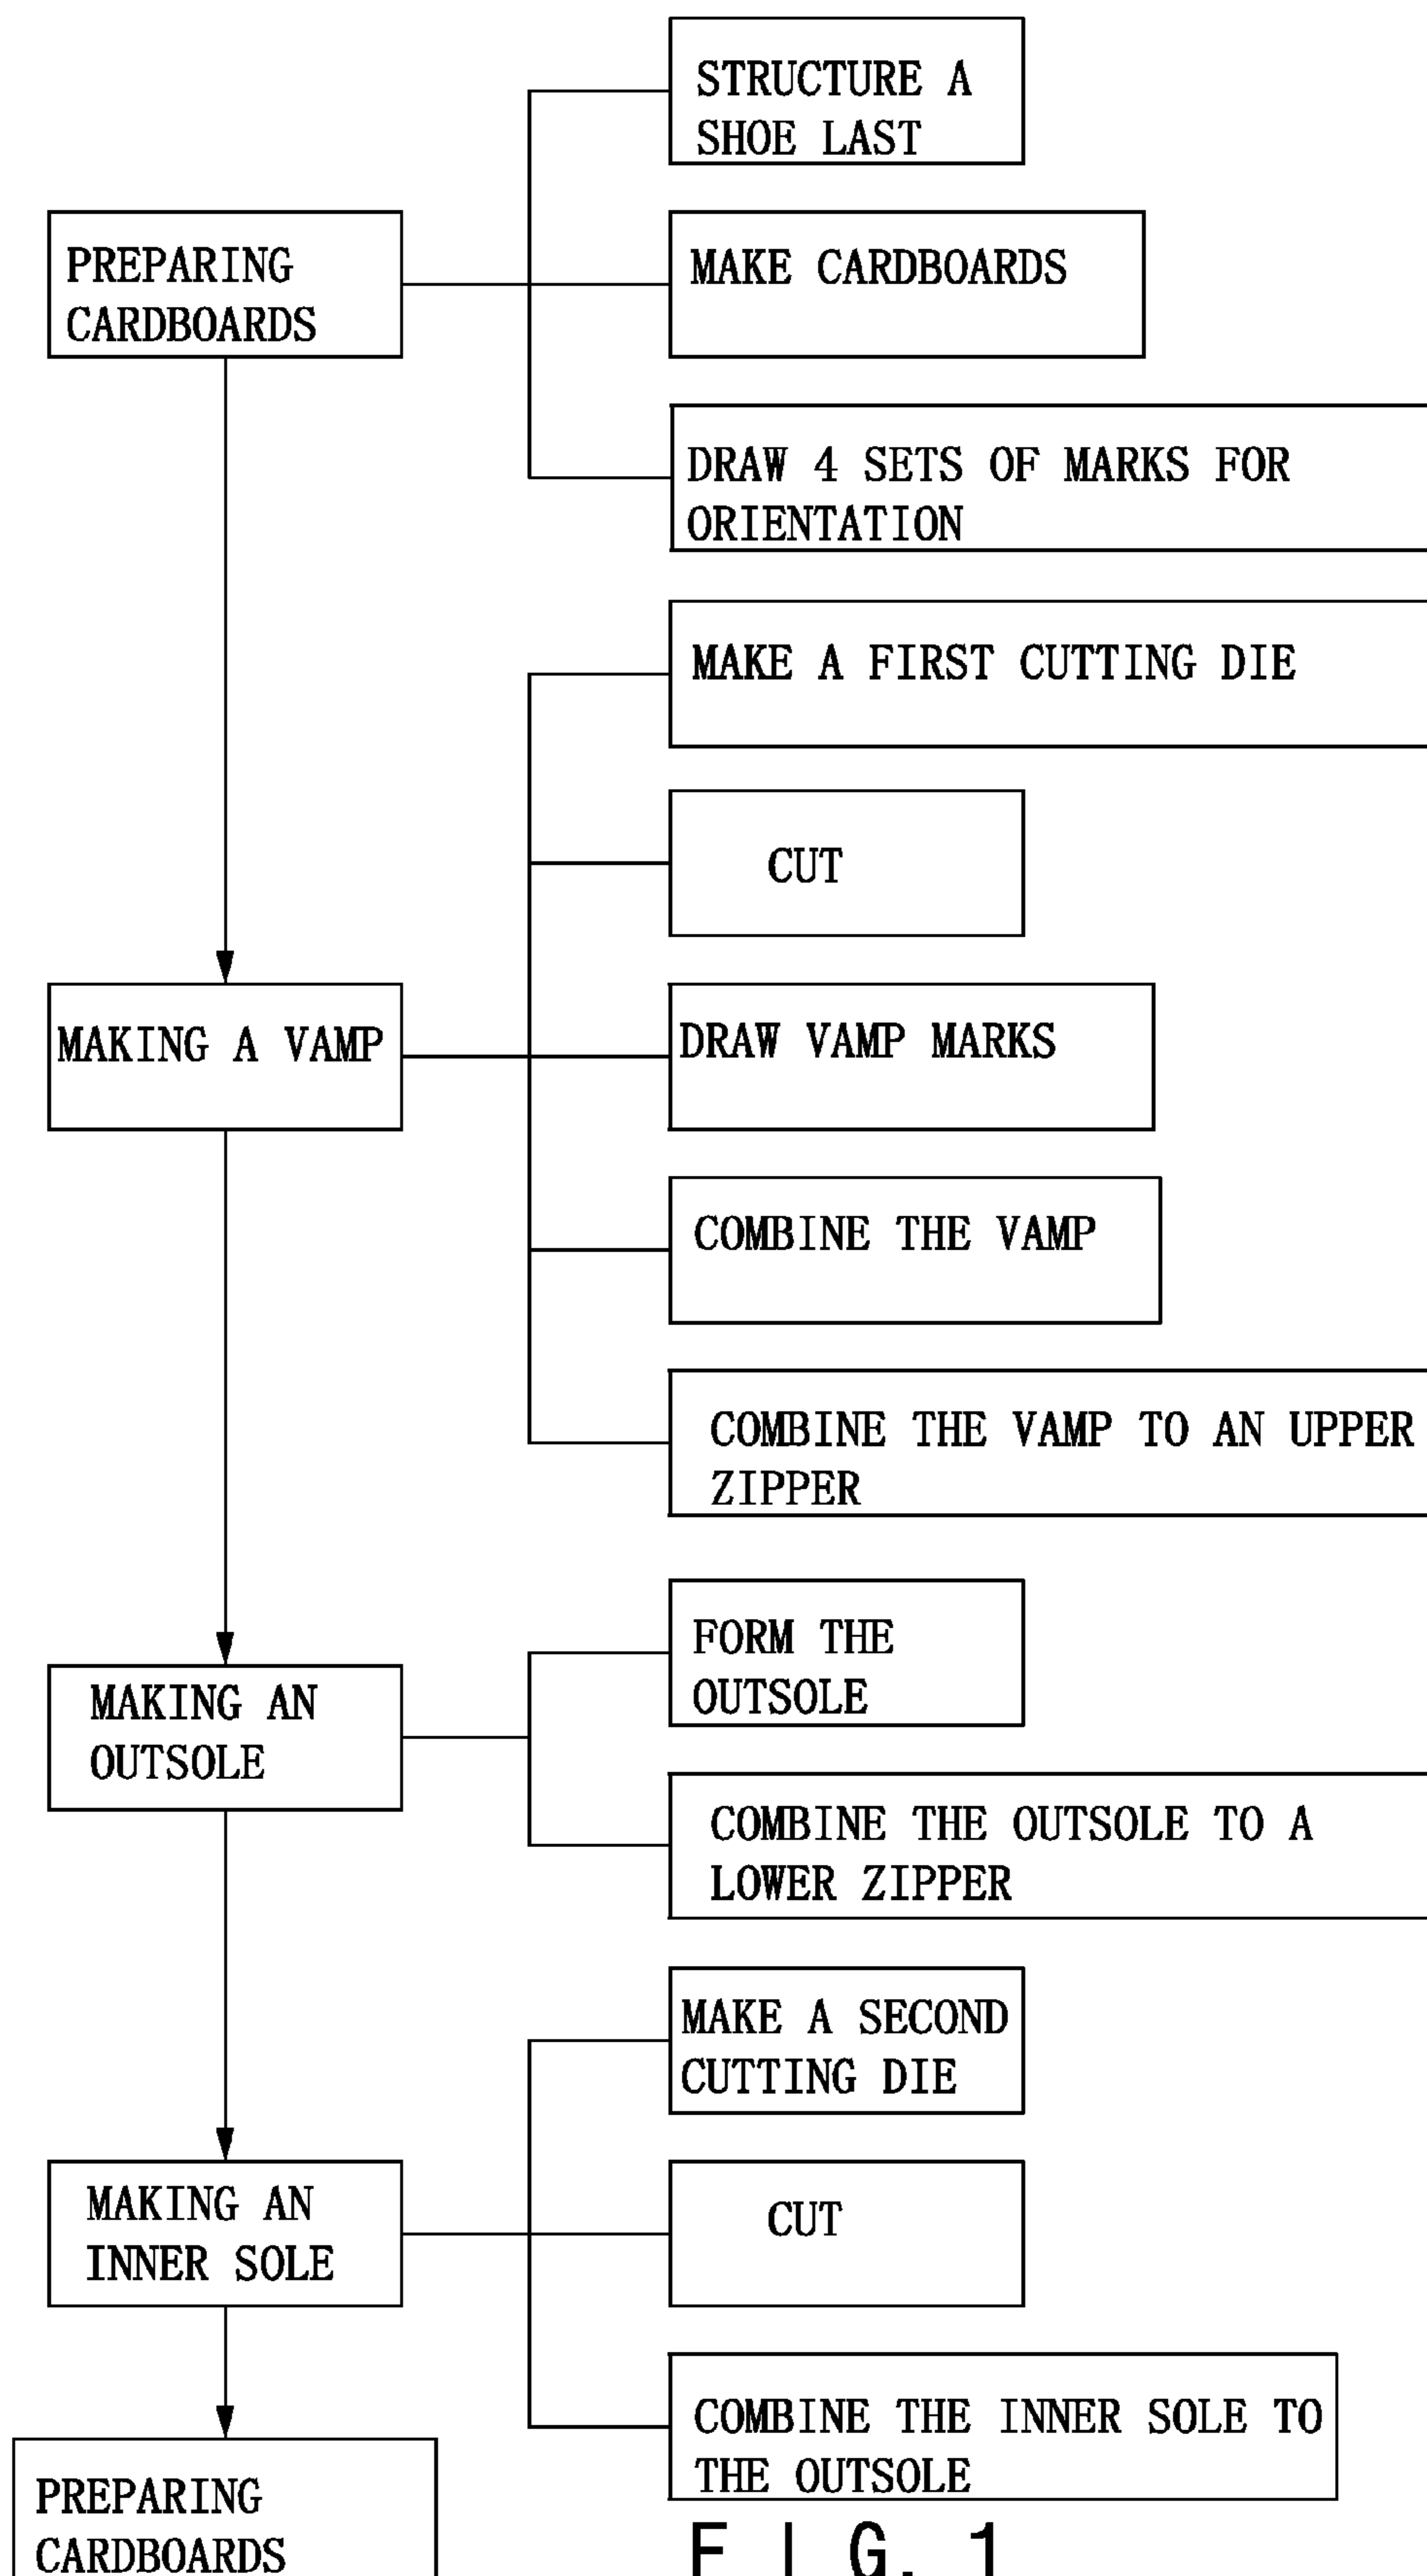 STRUCTURE A
SHOE LAST
PREPARING
CARDBOARDS
MAKE CARDBOARDS
DRAW 4 SETS OF MARKS FOR
ORIENTATION
MAKE A FIRST CUTTING DIE
CUT
MAKING A VAMP
DRAW VAMP MARKS
COMBINE THE VAMP
COMBINE THE VAMP TO AN UPPER
ZIPPER
FORM THE
OUTSOLE
MAKING AN
OUTSOLE
COMBINE THE OUTSOLE TO A
LOWER ZIPPER
MAKE A SECOND
CUTTING DIE
MAKING AN
INNER SOLE
CUT
COMBINE THE INNER SOLE TO
THE OUTSOLE
PREPARING
CARDBOARDS
FIG. 1